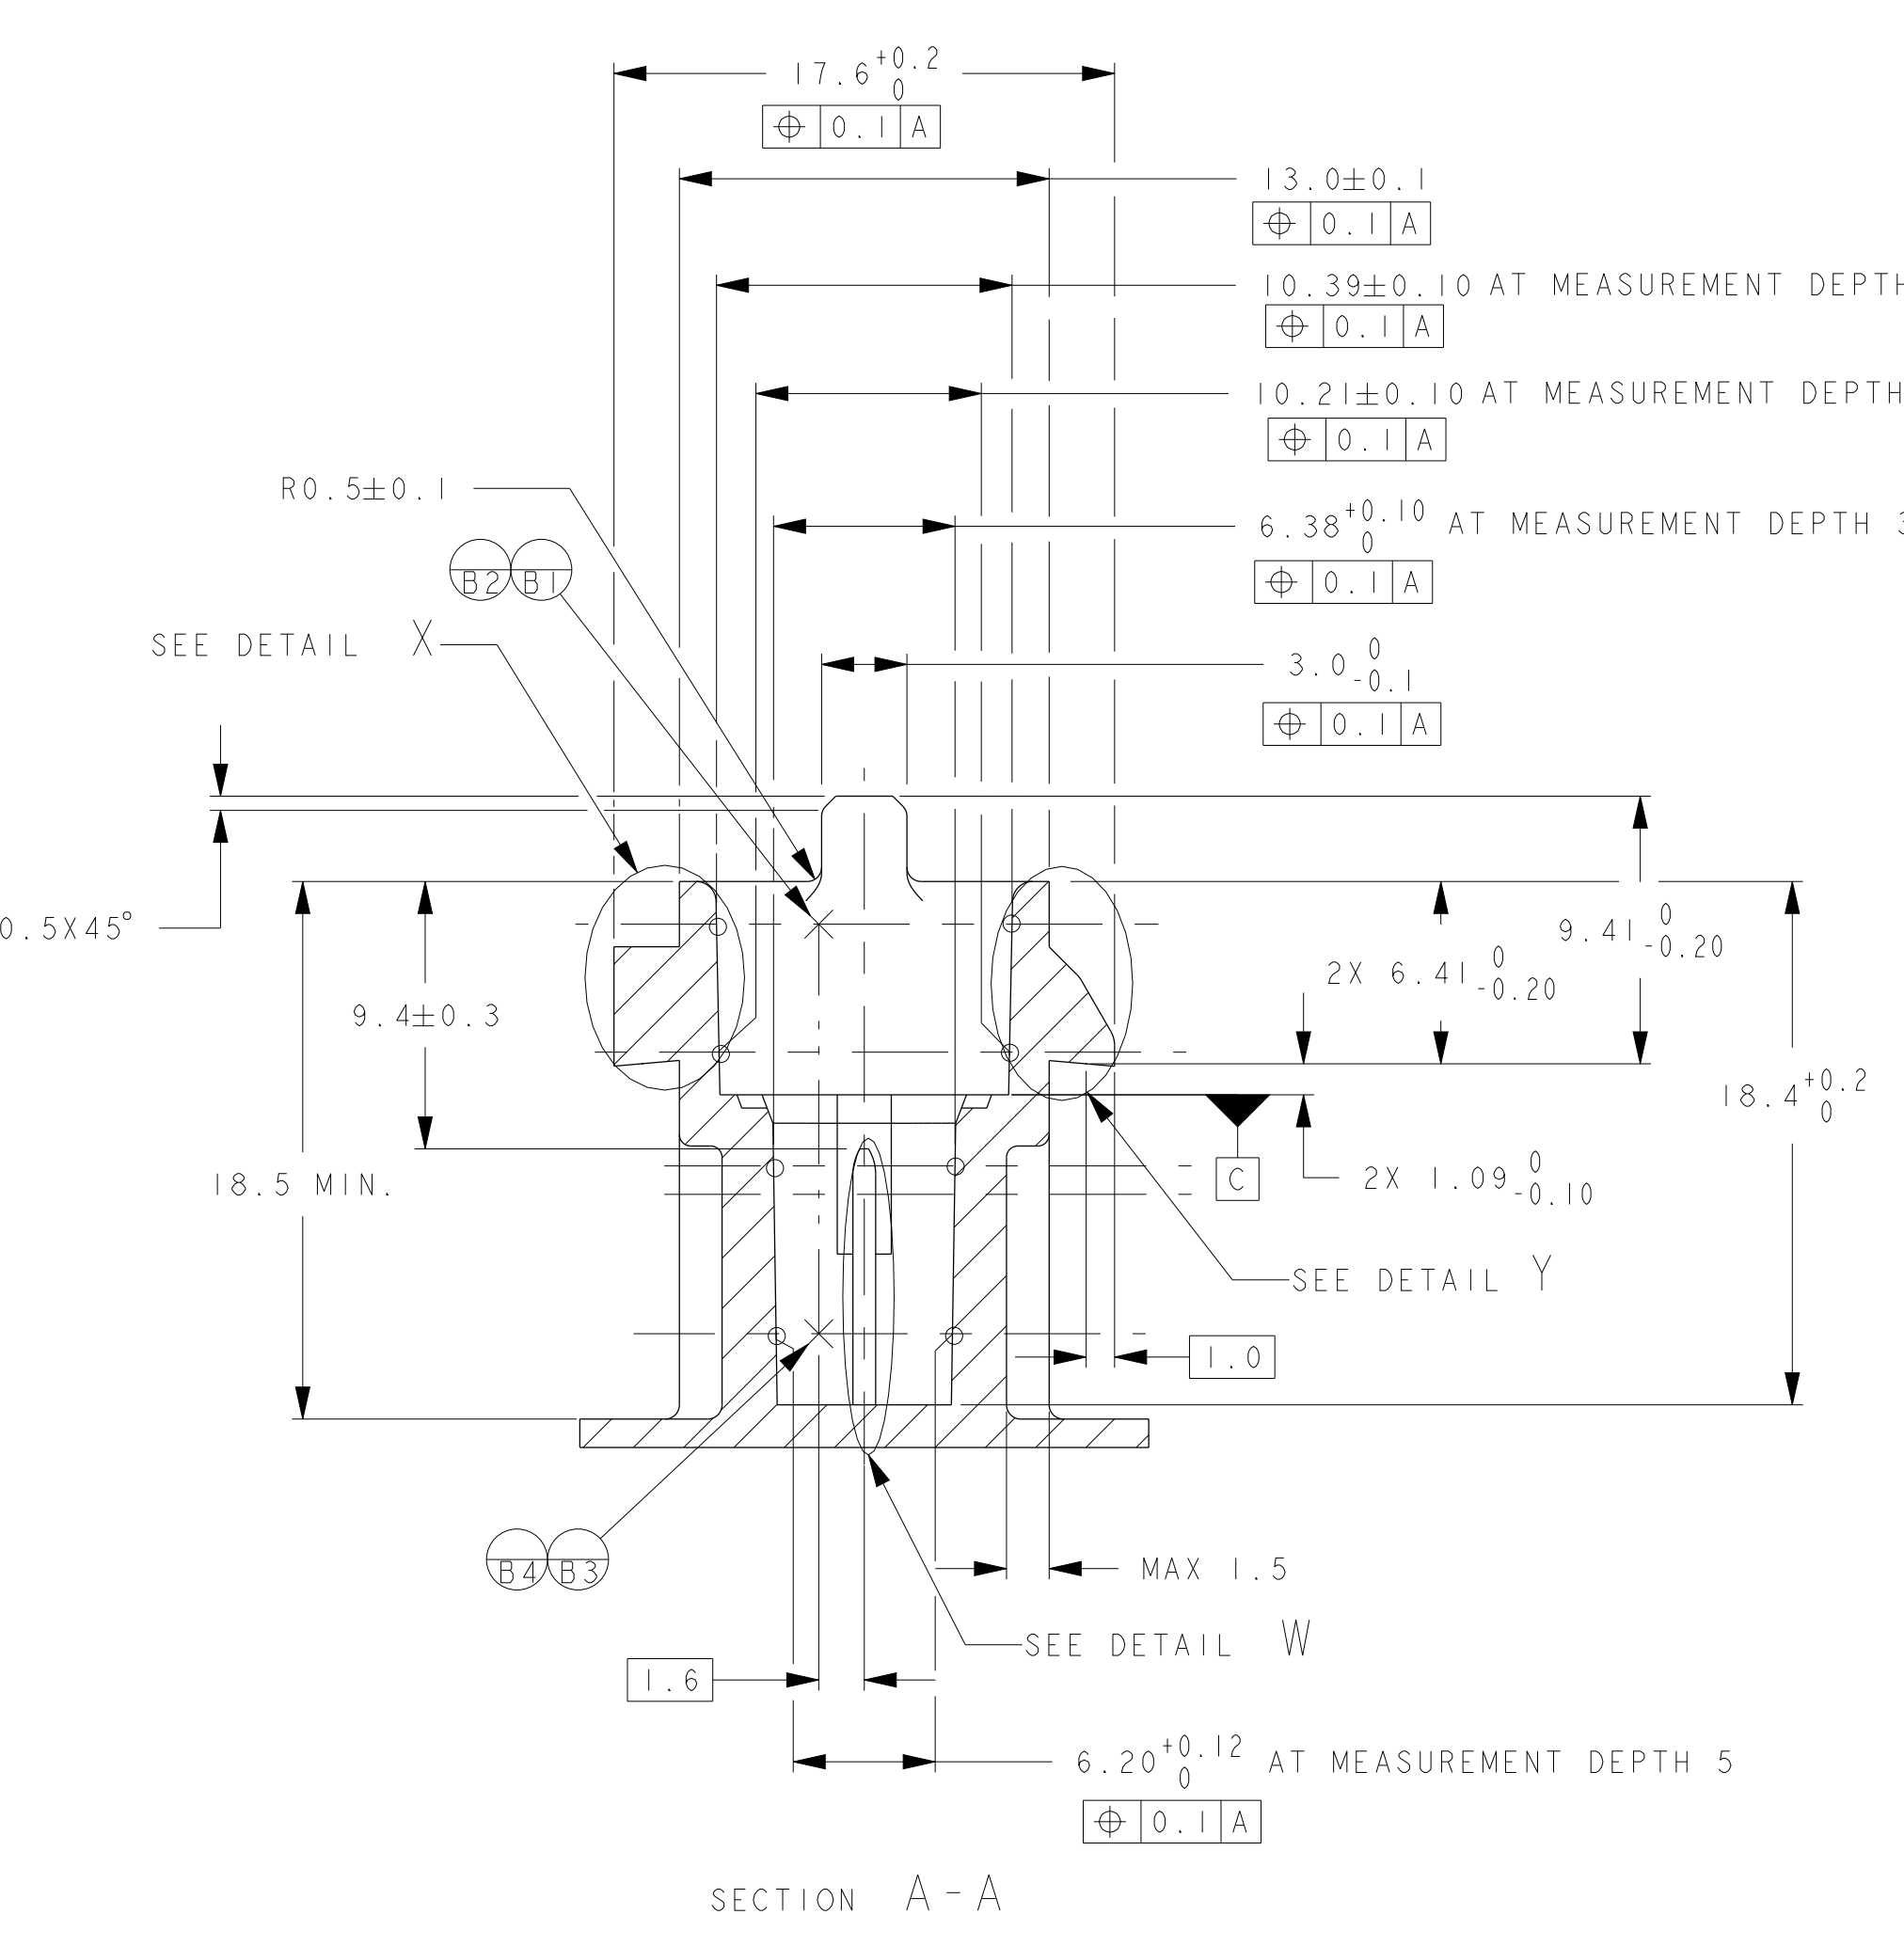 17.6 +0.2 0
⌖ 0.1 A
13.0±0.1
⌖ 0.1 A
10.39±0.10 AT MEASUREMENT DEPTH
⌖ 0.1 A
10.21±0.10 AT MEASUREMENT DEPTH
⌖ 0.1 A
R0.5±0.1
6.38 +0.10 0 AT MEASUREMENT DEPTH 3
⌖ 0.1 A
B2 B1
SEE DETAIL X
3.0 0 -0.1
⌖ 0.1 A
0.5X45°
9.41 0 -0.20
2X 6.41 0 -0.20
9.4±0.3
18.4 +0.2 0
18.5 MIN.
C
2X 1.09 0 -0.10
SEE DETAIL Y
1.0
B4 B3
MAX 1.5
SEE DETAIL W
1.6
6.20 +0.12 0 AT MEASUREMENT DEPTH 5
⌖ 0.1 A
SECTION A-A